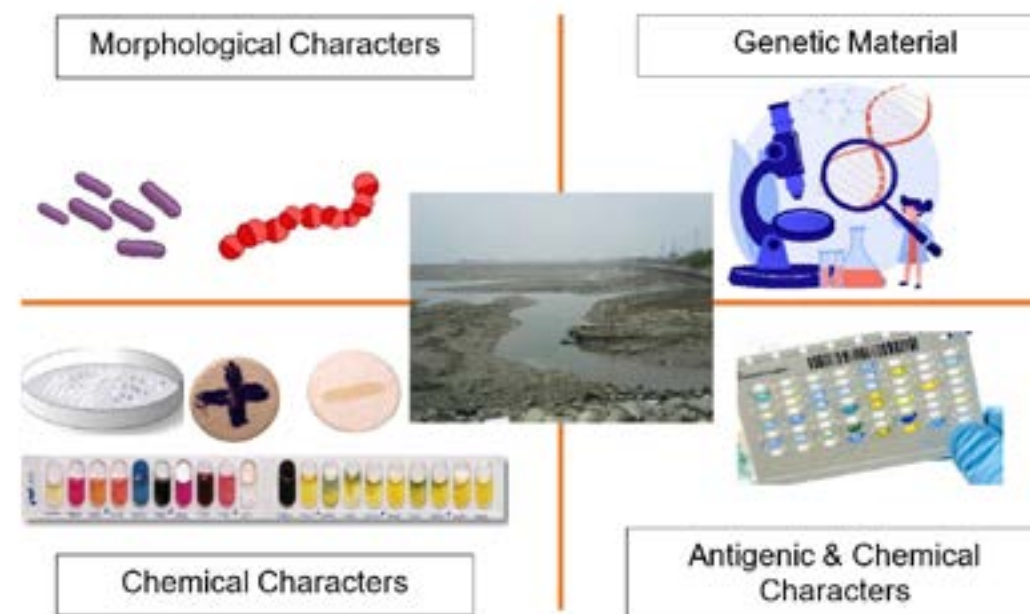 Morphological Characters
Genetic Material
Chemical Characters
Antigenic & Chemical
Characters